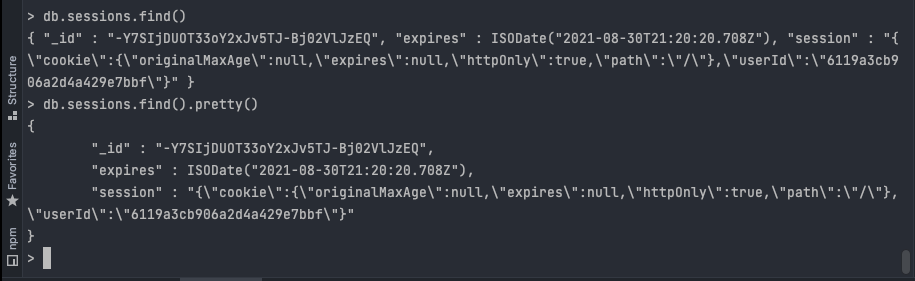 > db.sessions.find()
{ "_id" : "-Y7SIjDUOT33oY2xJv5TJ-Bj02VlJzEQ", "expires" : ISODate("2021-08-30T21:20:20.708Z"), "session" : "{
\"cookie\":{\"originalMaxAge\":null,\"expires\":null,\"httpOnly\":true,\"path\":\"/\"},\"userId\":\"6119a3cb9
06a2d4a429e7bbf\"}" }
> db.sessions.find().pretty()
{
"_id" : "-Y7SIjDUOT33oY2xJv5TJ-Bj02VlJzEQ",
"expires" : ISODate("2021-08-30T21:20:20.708Z"),
"session" : "{\"cookie\":{\"originalMaxAge\":null,\"expires\":null,\"httpOnly\":true,\"path\":\"/\"},
\"userId\":\"6119a3cb906a2d4a429e7bbf\"}"
}
>
Structure
Favorites
npm